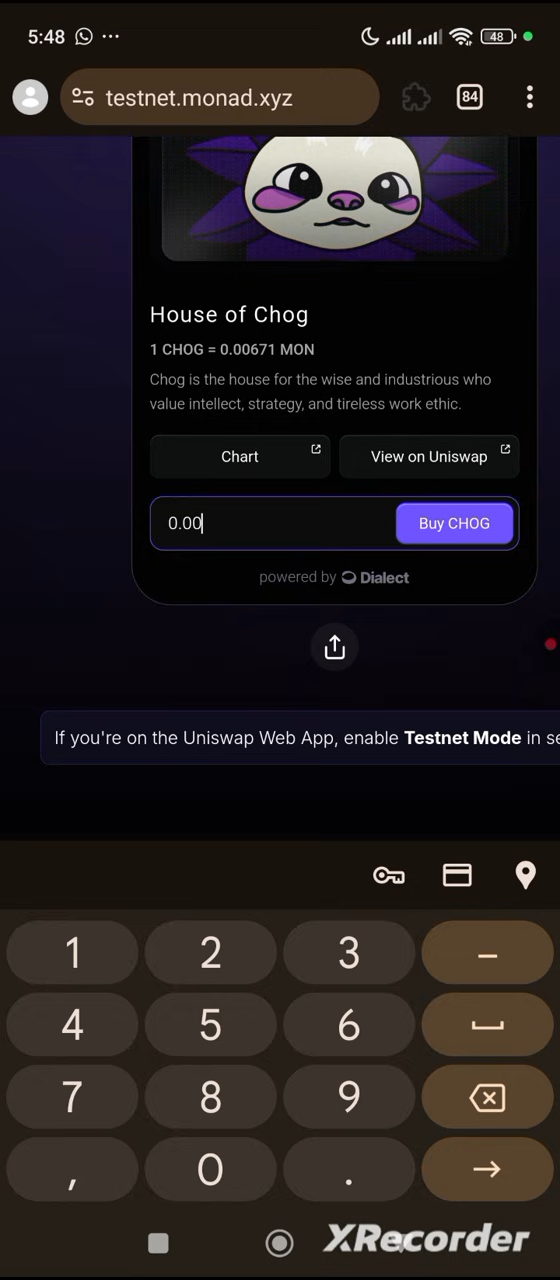 5:48
48
testnet.monad.xyz
84
House of Chog
1 CHOG = 0.00671 MON
Chog is the house for the wise and industrious who
value intellect, strategy, and tireless work ethic.
Chart
View on Uniswap
0.00
Buy CHOG
powered by Dialect
If you're on the Uniswap Web App, enable Testnet Mode in se
1 2 3 –
4 5 6
7 8 9
, 0 .
XRecorder